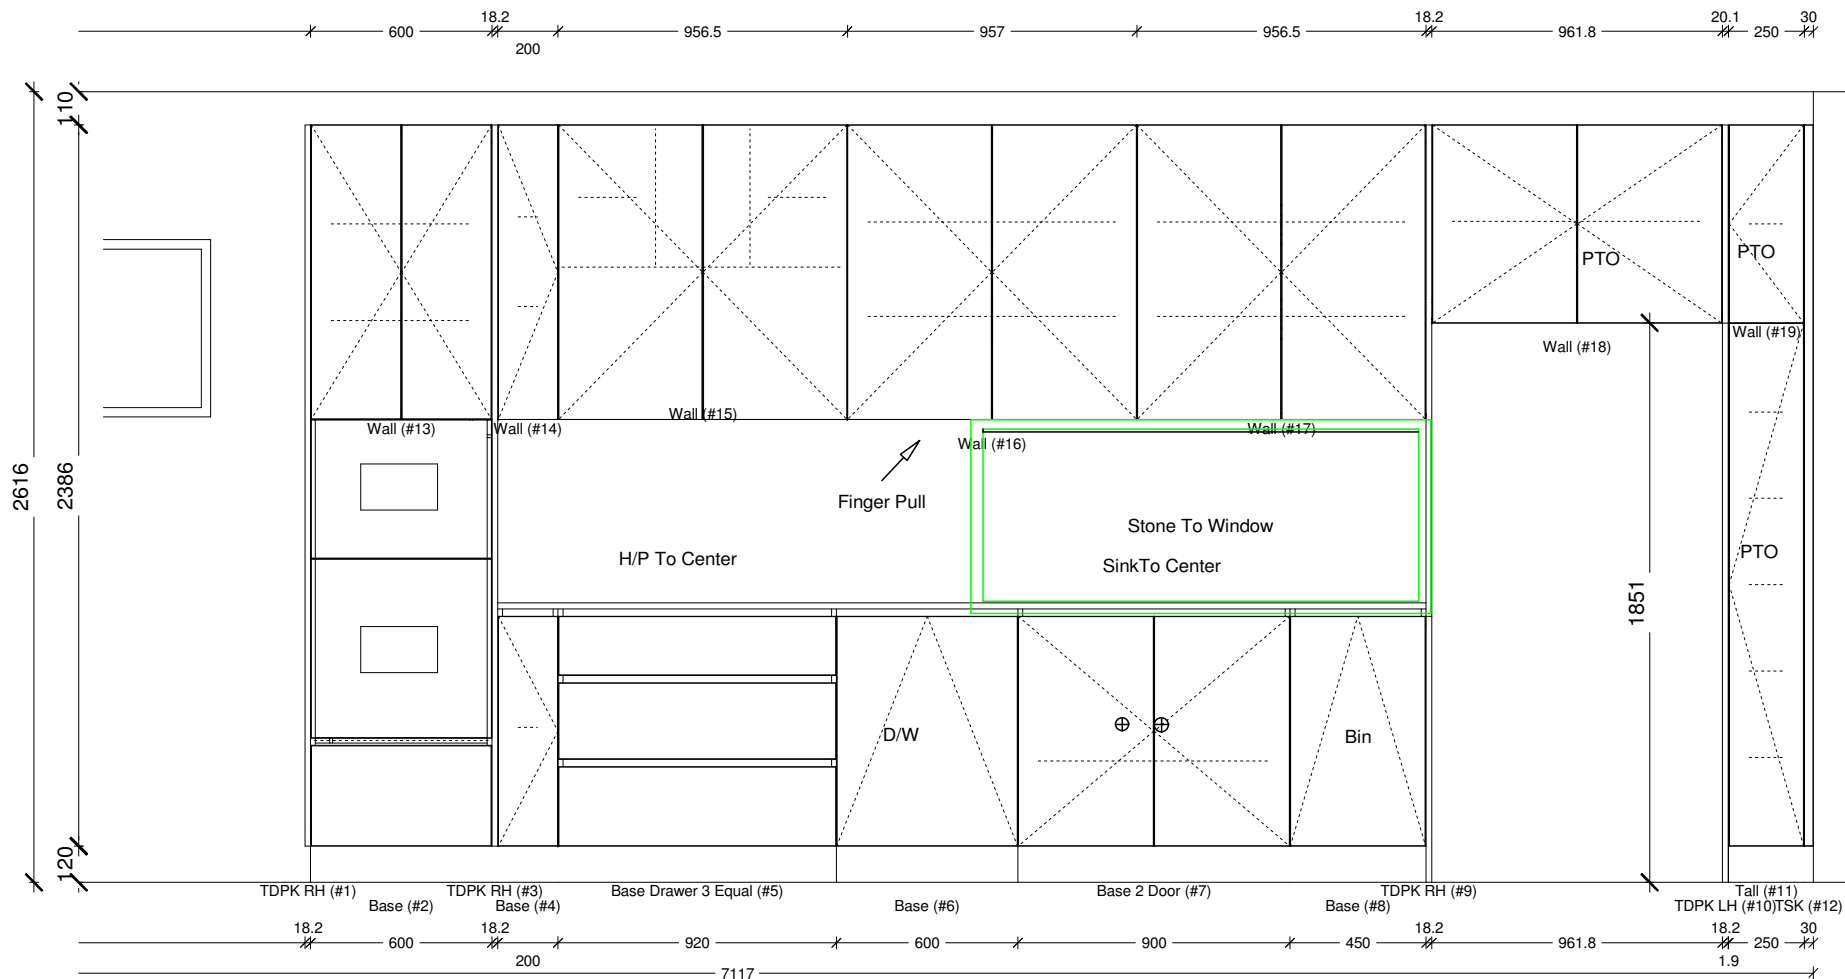 18.2 18.2 20.1 30
600 956.5 957 956.5 961.8 250
200
110
2616
2386
120
PTO
PTO
Wall (#19)
Wall (#18)
Wall (#15)
Wall (#13) Wall (#14) Wall (#17)
Wall (#16)
Finger Pull
Stone To Window
H/P To Center
SinkTo Center
PTO
1851
D/W
Bin
TDPK RH (#1) TDPK RH (#3) Base Drawer 3 Equal (#5) Base 2 Door (#7) TDPK RH (#9) Tall (#11)
Base (#2) Base (#4) Base (#6) Base (#8) TDPK LH (#10) TSK (#12)
18.2 18.2 18.2 18.2 30
600 920 600 900 450 961.8 250
200 1.9
7117